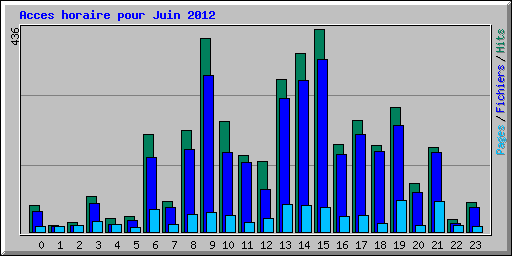 Acces horaire pour Juin 2012
436
Pages / Fichiers / Hits
0 1 2 3 4 5 6 7 8 9 10 11 12 13 14 15 16 17 18 19 20 21 22 23